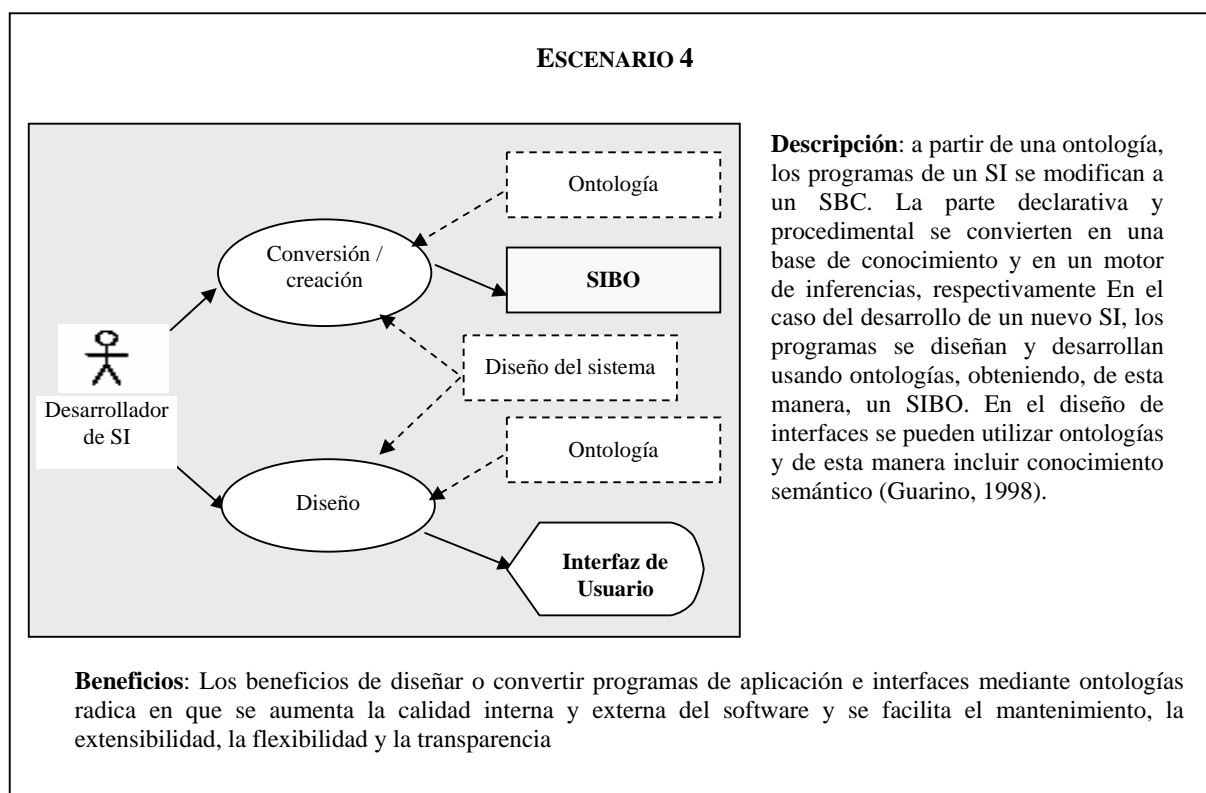 ESCENARIO 4
Ontología
Conversión /
creación
SIBO
Diseño del sistema
Desarrollador
de SI
Ontología
Diseño
Interfaz de
Usuario
Descripción: a partir de una ontología,
los programas de un SI se modifican a
un SBC. La parte declarativa y
procedimental se convierten en una
base de conocimiento y en un motor
de inferencias, respectivamente En el
caso del desarrollo de un nuevo SI, los
programas se diseñan y desarrollan
usando ontologías, obteniendo, de esta
manera, un SIBO. En el diseño de
interfaces se pueden utilizar ontologías
y de esta manera incluir conocimiento
semántico (Guarino, 1998).
Beneficios: Los beneficios de diseñar o convertir programas de aplicación e interfaces mediante ontologías
radica en que se aumenta la calidad interna y externa del software y se facilita el mantenimiento, la
extensibilidad, la flexibilidad y la transparencia